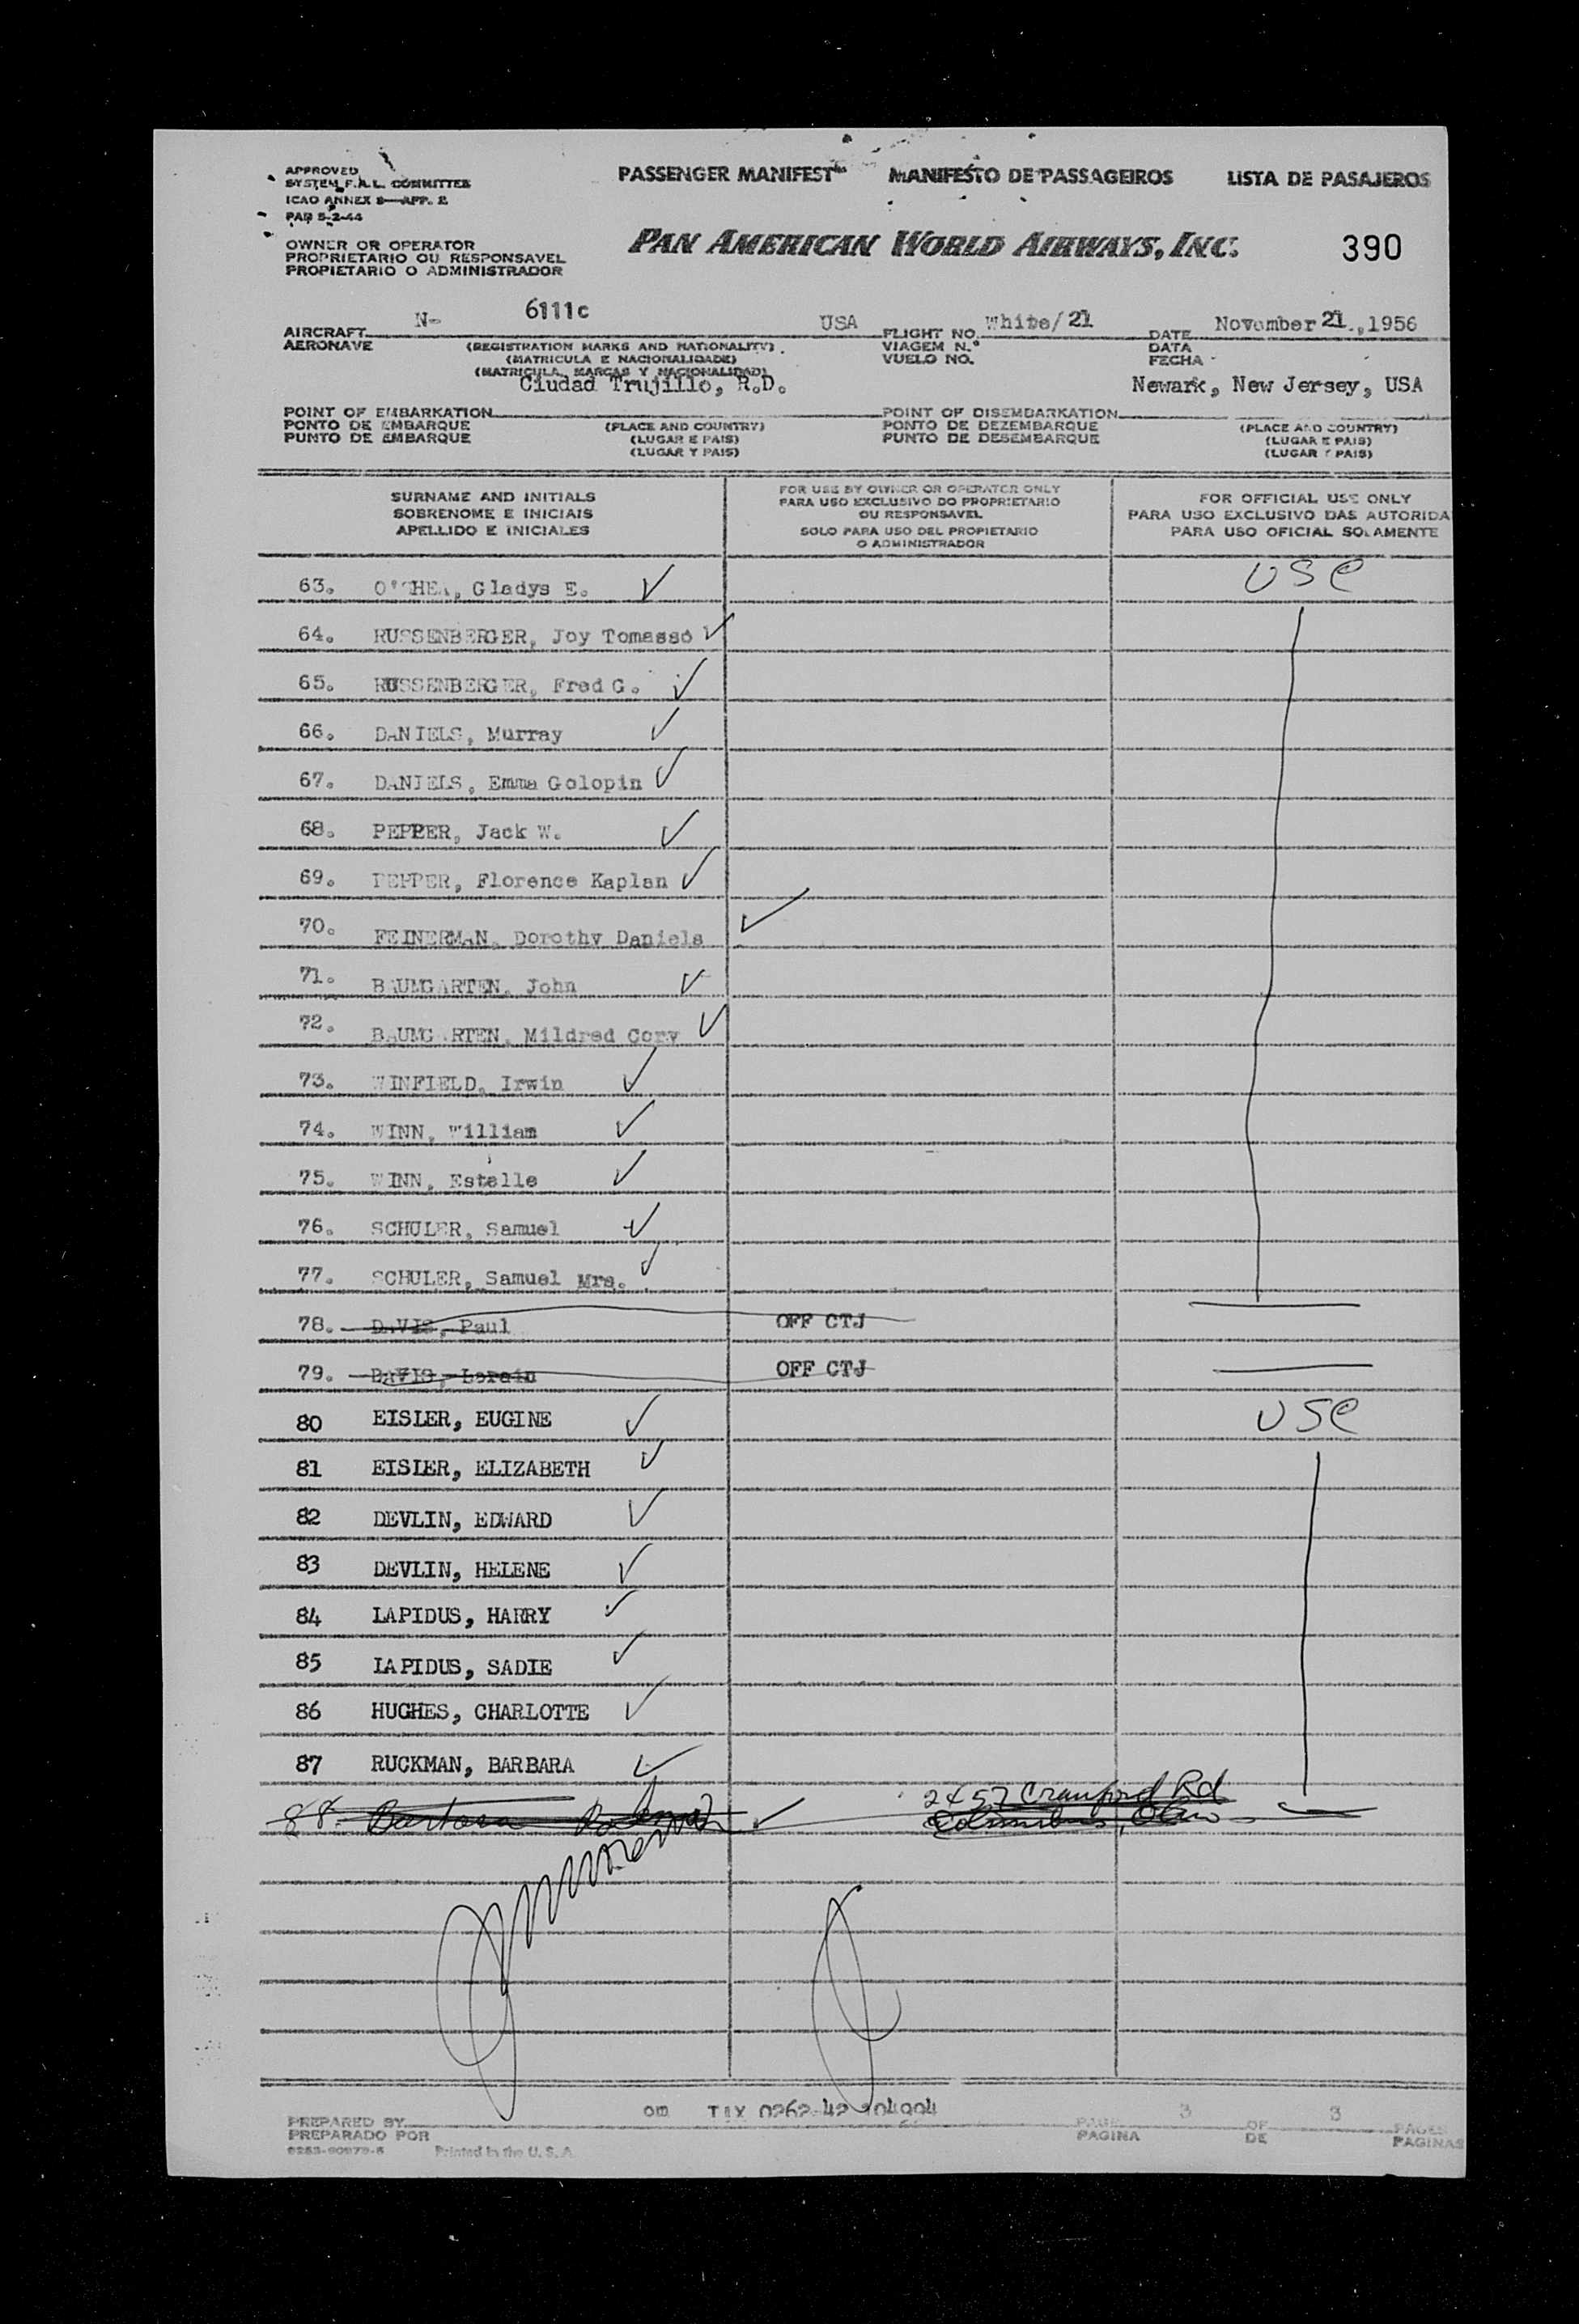 APPROVED
SYSTEM F.A.L. COMMITTEE
ICAO ANNEX 9—APP. 2
PAB 5-2-44
PASSENGER MANIFEST MANIFESTO DE PASSAGEIROS LISTA DE PASAJEROS
OWNER OR OPERATOR
PROPRIETARIO OU RESPONSAVEL
PROPIETARIO O ADMINISTRADOR
PAN AMERICAN WORLD AIRWAYS, INC. 390
AIRCRAFT N- 6111c USA FLIGHT NO. White/21 DATE November 21.,1956
AERONAVE (REGISTRATION MARKS AND NATIONALITY) VIAGEM N.º DATA
(MATRICULA E NACIONALIDADE) VUELO NO. FECHA
(MATRICULA, MARCAS Y NACIONALIDAD)
Ciudad Trujillo, R.D. Newark, New Jersey, USA
POINT OF EMBARKATION POINT OF DISEMBARKATION
PONTO DE EMBARQUE (PLACE AND COUNTRY) PONTO DE DEZEMBARQUE (PLACE AND COUNTRY)
PUNTO DE EMBARQUE (LUGAR E PAIS) PUNTO DE DESEMBARQUE (LUGAR E PAIS)
(LUGAR Y PAIS) (LUGAR Y PAIS)
SURNAME AND INITIALS
SOBRENOME E INICIAIS
APELLIDO E INICIALES
FOR USE BY OWNER OR OPERATOR ONLY
PARA USO EXCLUSIVO DO PROPRIETARIO
OU RESPONSAVEL
SOLO PARA USO DEL PROPIETARIO
O ADMINISTRADOR
FOR OFFICIAL USE ONLY
PARA USO EXCLUSIVO DAS AUTORIDA
PARA USO OFICIAL SOLAMENTE
63. Gladys E. ✓ USC
64. RUSSENBERGER, Joy Tomasso ✓
65. RUSSENBERGER, Fred G. ✓
66. DANIELS, Murray ✓
67. DANIELS, Emma Golopin ✓
68. PEPPER, Jack W. ✓
69. PEPPER, Florence Kaplan ✓
70. FEINERMAN, Dorothy Daniels ✓
71. BAUMGARTEN, John ✓
72. BAUMGARTEN, Mildred Cory ✓
73. WINFIELD, Irwin ✓
74. WINN, William ✓
75. WINN, Estelle ✓
76. SCHULER, Samuel ✓
77. SCHULER, Samuel Mrs. ✓
78. DAVIS, Paul OFF CTJ
79. DAVIS, Lorain OFF CTJ
80 EISLER, EUGINE ✓ USC
81 EISLER, ELIZABETH ✓
82 DEVLIN, EDWARD ✓
83 DEVLIN, HELENE ✓
84 LAPIDUS, HARRY ✓
85 LAPIDUS, SADIE ✓
86 HUGHES, CHARLOTTE ✓
87 RUCKMAN, BARBARA ✓
2457 Cranford Rd
88. Barbara ✓ Columbus, Ohio
PREPARED BY om PAGE 3 OF 3 PAGES
PREPARADO POR PAGINA DE PAGINAS
Printed in the U. S. A.